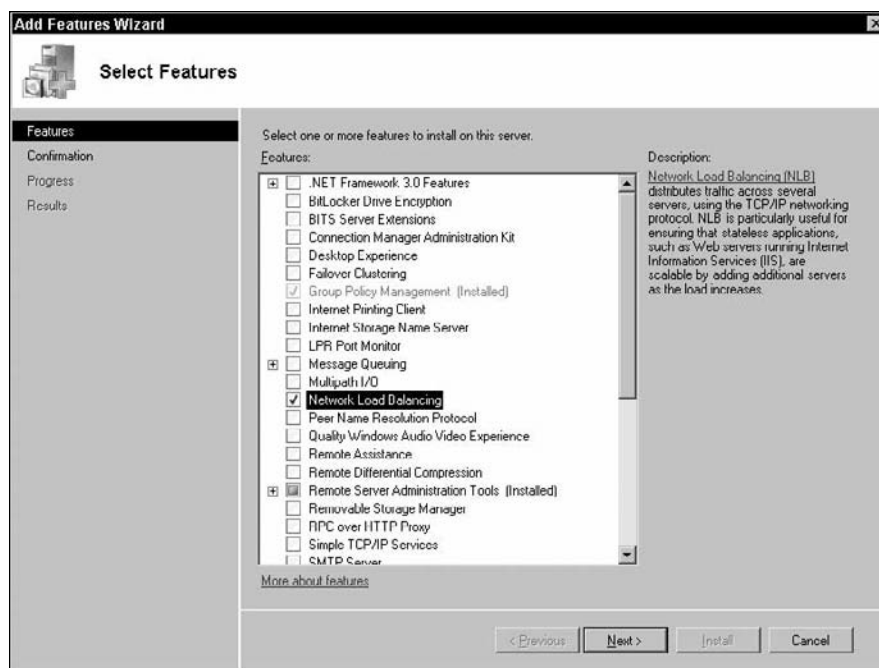 Add Features Wizard
Select Features
Features
Confirmation
Progress
Results
Select one or more features to install on this server.
Features:
.NET Framework 3.0 Features
BitLocker Drive Encryption
BITS Server Extensions
Connection Manager Administration Kit
Desktop Experience
Failover Clustering
Group Policy Management (Installed)
Internet Printing Client
Internet Storage Name Server
LPR Port Monitor
Message Queuing
Multipath I/O
Network Load Balancing
Peer Name Resolution Protocol
Quality Windows Audio Video Experience
Remote Assistance
Remote Differential Compression
Remote Server Administration Tools (Installed)
Removable Storage Manager
RPC over HTTP Proxy
Simple TCP/IP Services
SMTP Server
More about features
Description:
Network Load Balancing (NLB)
distributes traffic across several
servers, using the TCP/IP networking
protocol. NLB is particularly useful for
ensuring that stateless applications,
such as Web servers running Internet
Information Services (IIS), are
scalable by adding additional servers
as the load increases.
< Previous
Next >
Install
Cancel